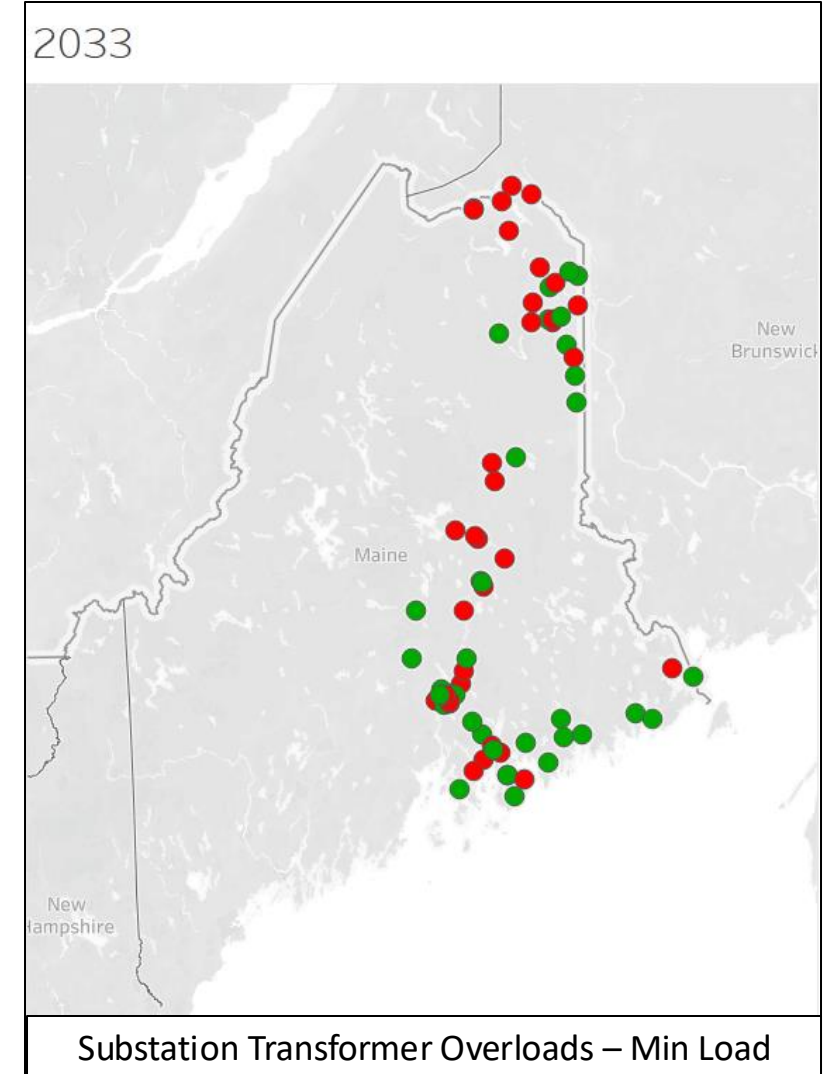 2033
New
Brunswick
Maine
New
Hampshire
Substation Transformer Overloads – Min Load